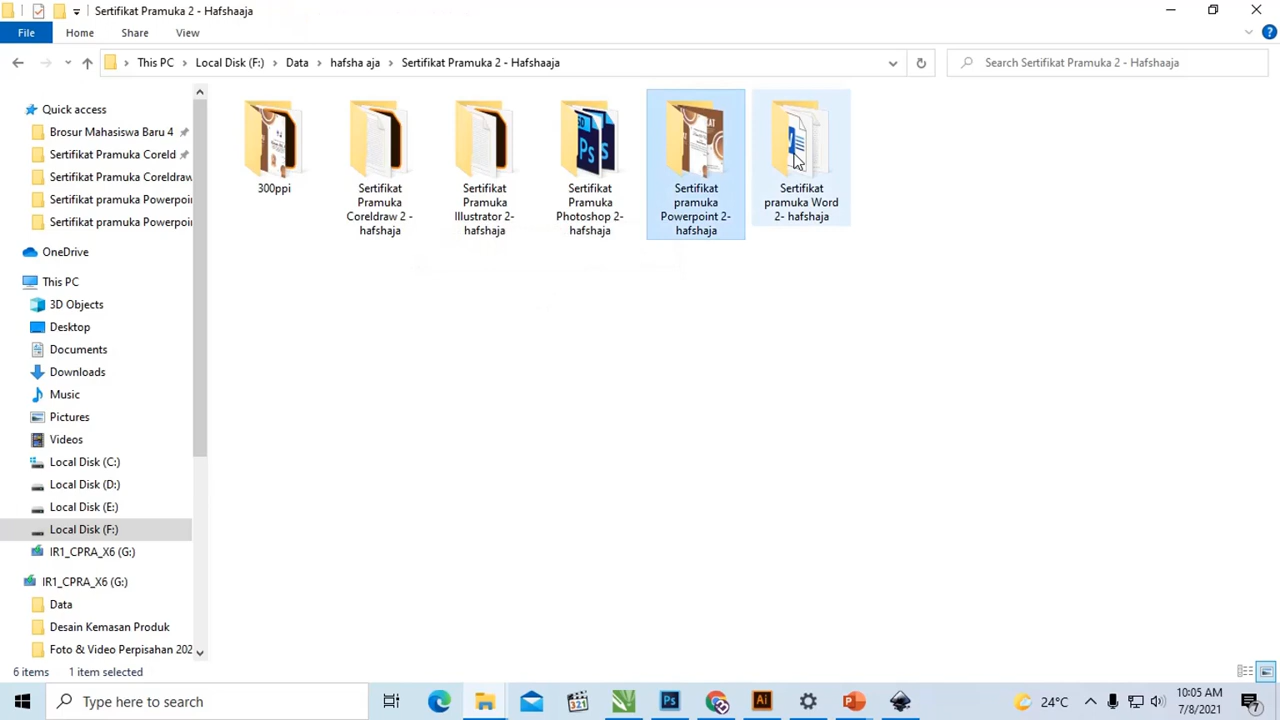 Sertifikat Pramuka 2 - Hafshaaja
File Home Share View
This PC Local Disk (F:) Data hafsha aja Sertifikat Pramuka 2 - Hafshaaja
Search Sertifikat Pramuka 2 - Hafshaaja
Quick access
Brosur Mahasiswa Baru 4
Sertifikat Pramuka Coreld
Sertifikat Pramuka Coreldraw
Sertifikat pramuka Powerpoi
Sertifikat pramuka Powerpoi
OneDrive
This PC
3D Objects
Desktop
Documents
Downloads
Music
Pictures
Videos
Local Disk (C:)
Local Disk (D:)
Local Disk (E:)
Local Disk (F:)
IR1_CPRA_X6 (G:)
IR1_CPRA_X6 (G:)
Data
Desain Kemasan Produk
Foto & Video Perpisahan 202
300ppi
Sertifikat
Pramuka
Coreldraw 2 -
hafshaja
Sertifikat
Pramuka
Illustrator 2-
hafshaja
Ps
Sertifikat
Pramuka
Photoshop 2-
hafshaja
Sertifikat
pramuka
Powerpoint 2-
hafshaja
Sertifikat
pramuka Word
2- hafshaja
6 items 1 item selected
Type here to search
321
Ps
Ai
P
24°C
10:05 AM
7/8/2021
7